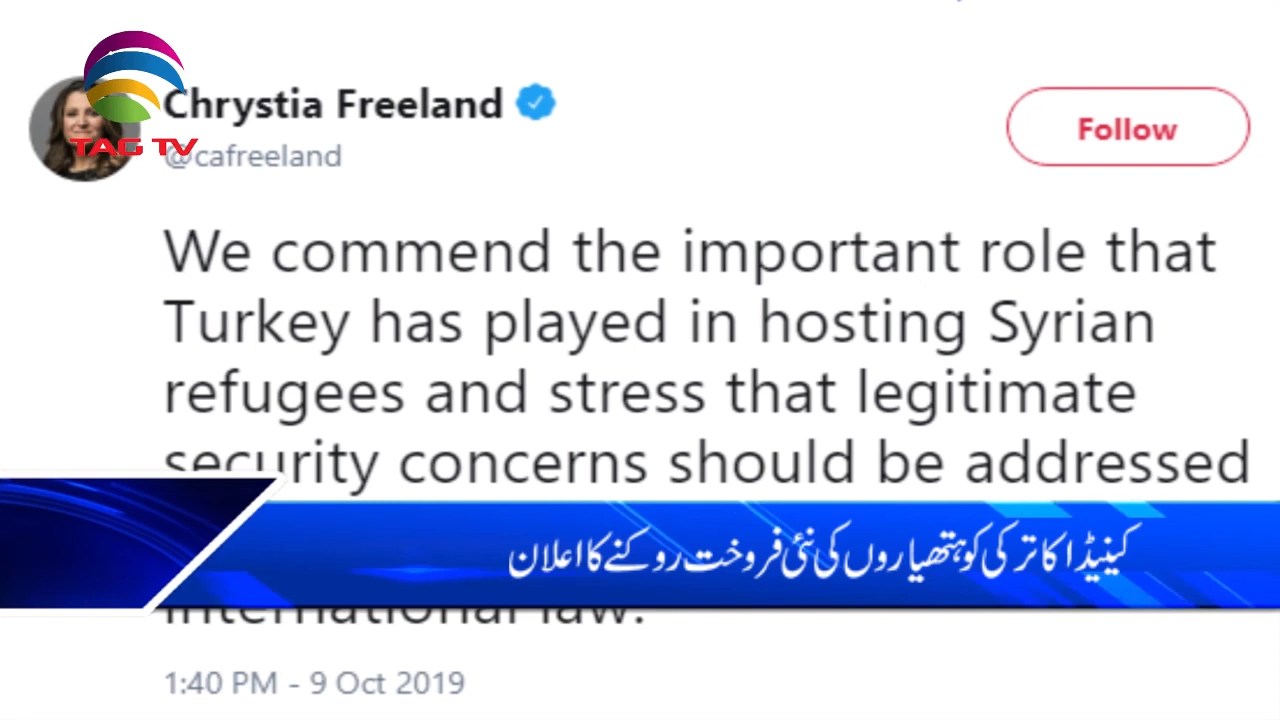 TAG TV
Chrystia Freeland
@cafreeland
Follow
We commend the important role that
Turkey has played in hosting Syrian
refugees and stress that legitimate
security concerns should be addressed
کینیڈا کا ترکی کو ہتھیاروں کی نئی فروخت روکنے کا اعلان
international law.
1:40 PM - 9 Oct 2019